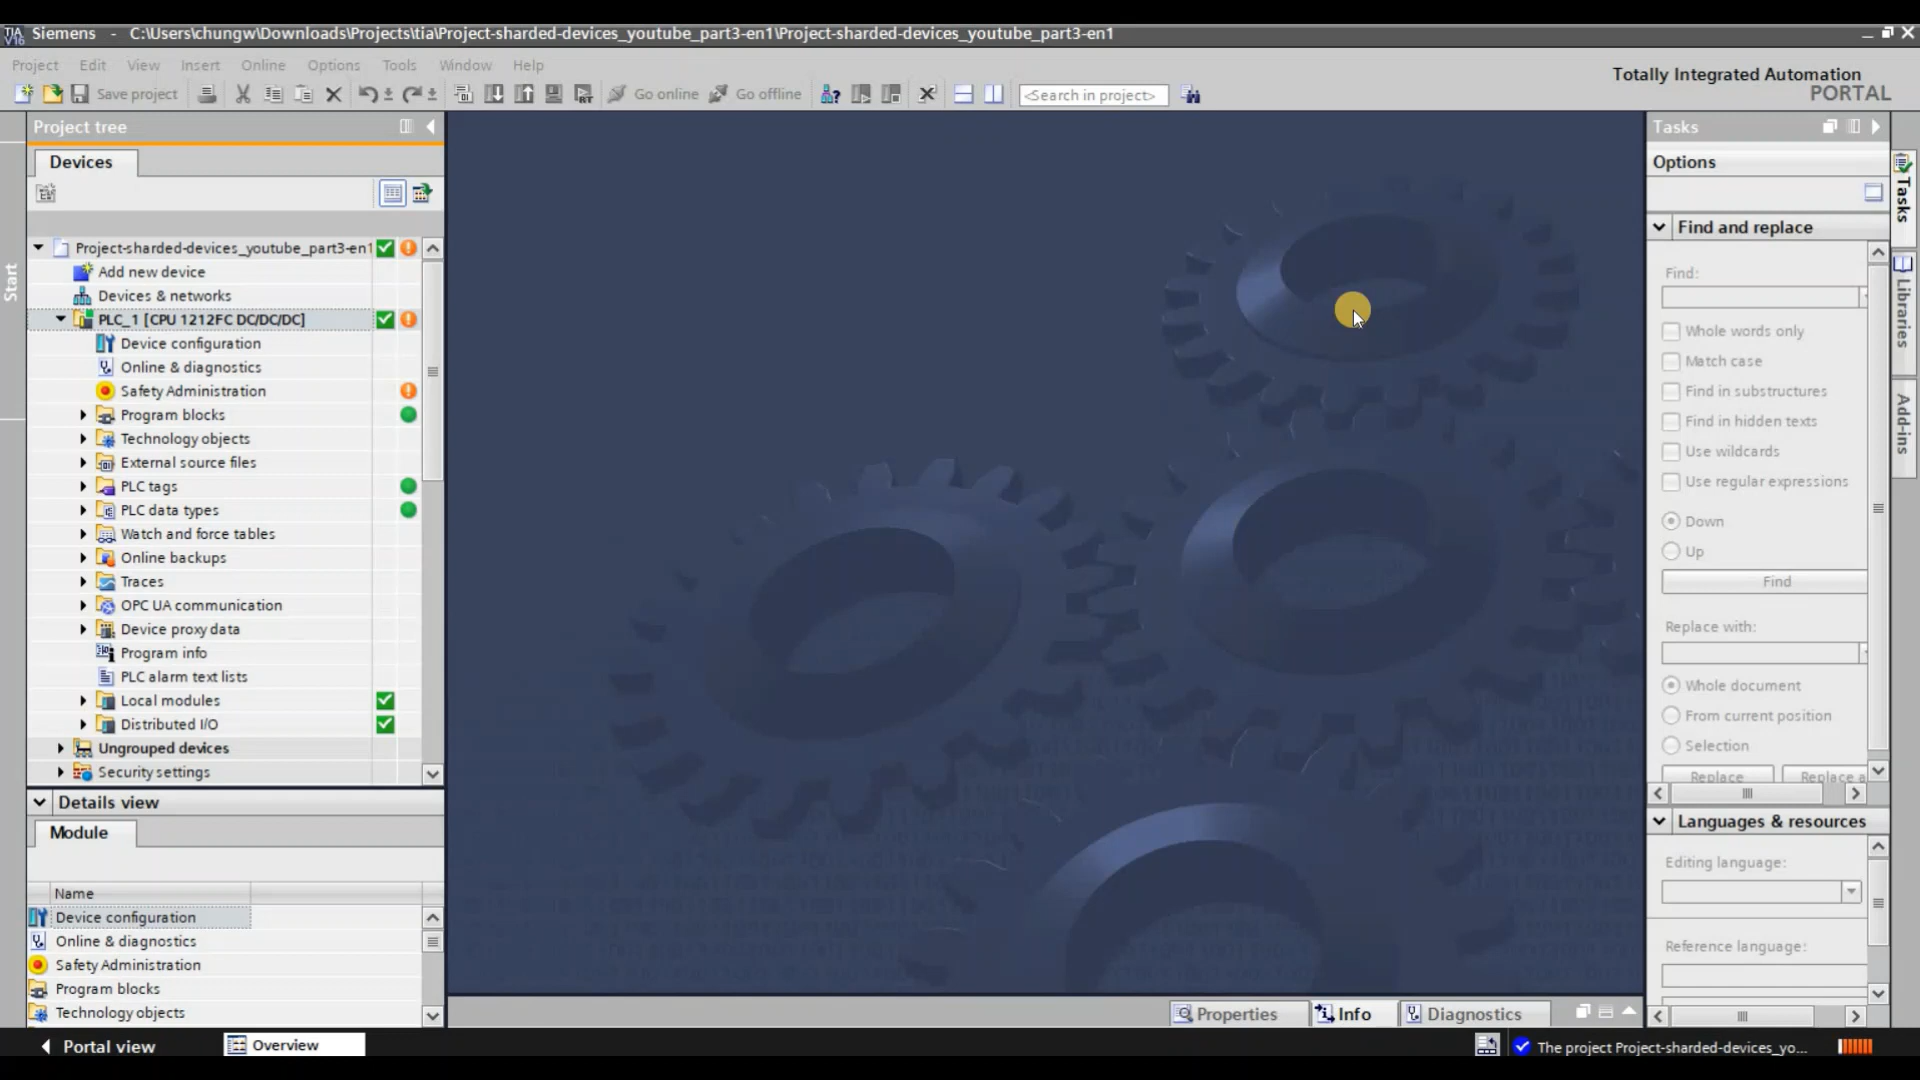 Siemens - C:\Users\chungw\Downloads\Projects\tia\Project-sharded-devices_youtube_part3-en1\Project-sharded-devices_youtube_part3-en1
Project Edit View Insert Online Options Tools Window Help
Totally Integrated Automation
PORTAL
Save project
Go online
Go offline
<Search in project>
Project tree
Devices
Start
Project-sharded-devices_youtube_part3-en1
Add new device
Devices & networks
PLC_1 [CPU 1212FC DC/DC/DC]
Device configuration
Online & diagnostics
Safety Administration
Program blocks
Technology objects
External source files
PLC tags
PLC data types
Watch and force tables
Online backups
Traces
OPC UA communication
Device proxy data
Program info
PLC alarm text lists
Local modules
Distributed I/O
Ungrouped devices
Security settings
Details view
Module
Name
Device configuration
Online & diagnostics
Safety Administration
Program blocks
Technology objects
Tasks
Options
Find and replace
Find:
Whole words only
Match case
Find in substructures
Find in hidden texts
Use wildcards
Use regular expressions
Down
Up
Find
Replace with:
Whole document
From current position
Selection
Replace
Replace a
Languages & resources
Editing language:
Reference language:
Tasks
Libraries
Add-ins
Properties
Info
Diagnostics
Portal view
Overview
The project Project-sharded-devices_yo...